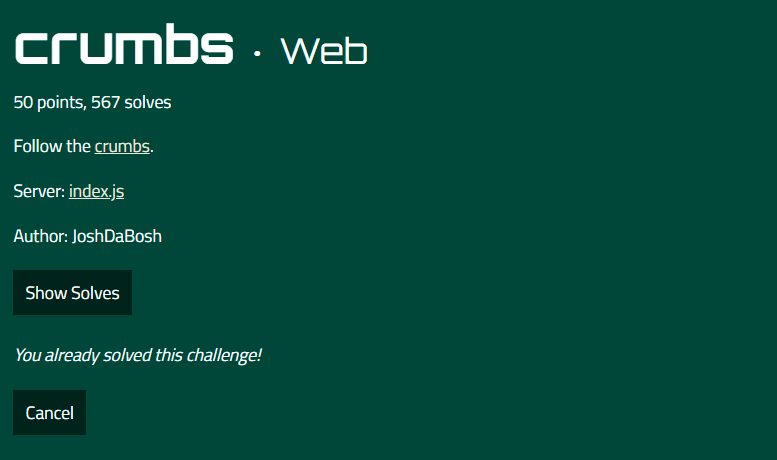 crumbs · Web
50 points, 567 solves
Follow the crumbs.
Server: index.js
Author: JoshDaBosh
Show Solves
You already solved this challenge!
Cancel